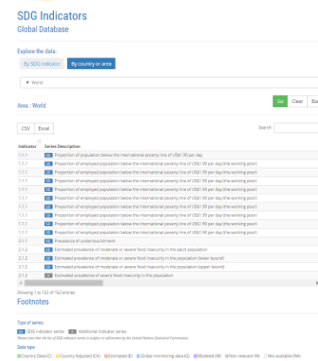 SDG Indicators
Global Database
Explore the data:
By SDG Indicator By country or area
World
Go Clear
Area : World
CSV Excel Search:
Indicator Series Description
1.1.1 Proportion of population below the international poverty line of US$1.90 per day
1.1.1 Proportion of employed population below the international poverty line of US$1.90 per day (the working poor)
1.1.1 Proportion of employed population below the international poverty line of US$1.90 per day (the working poor)
1.1.1 Proportion of employed population below the international poverty line of US$1.90 per day (the working poor)
1.1.1 Proportion of employed population below the international poverty line of US$1.90 per day (the working poor)
1.1.1 Proportion of employed population below the international poverty line of US$1.90 per day (the working poor)
1.1.1 Proportion of employed population below the international poverty line of US$1.90 per day (the working poor)
1.1.1 Proportion of employed population below the international poverty line of US$1.90 per day (the working poor)
1.1.1 Proportion of employed population below the international poverty line of US$1.90 per day (the working poor)
1.1.1 Proportion of employed population below the international poverty line of US$1.90 per day (the working poor)
2.1.1 Prevalence of undernourishment
2.1.2 Estimated prevalence of moderate or severe food insecurity in the adult population
2.1.2 Estimated prevalence of moderate or severe food insecurity in the population (lower bound)
2.1.2 Estimated prevalence of moderate or severe food insecurity in the population (upper bound)
2.1.2 Estimated prevalence of severe food insecurity in the population
Showing 1 to 162 of 162 entries
Footnotes
Type of series:
SDG indicator series Additional indicator series
Data type:
Country Data (C) Country Adjusted (CA) Estimated (E) Global monitoring data (G) Modeled (M) Non-relevant (N) Not available (NA)